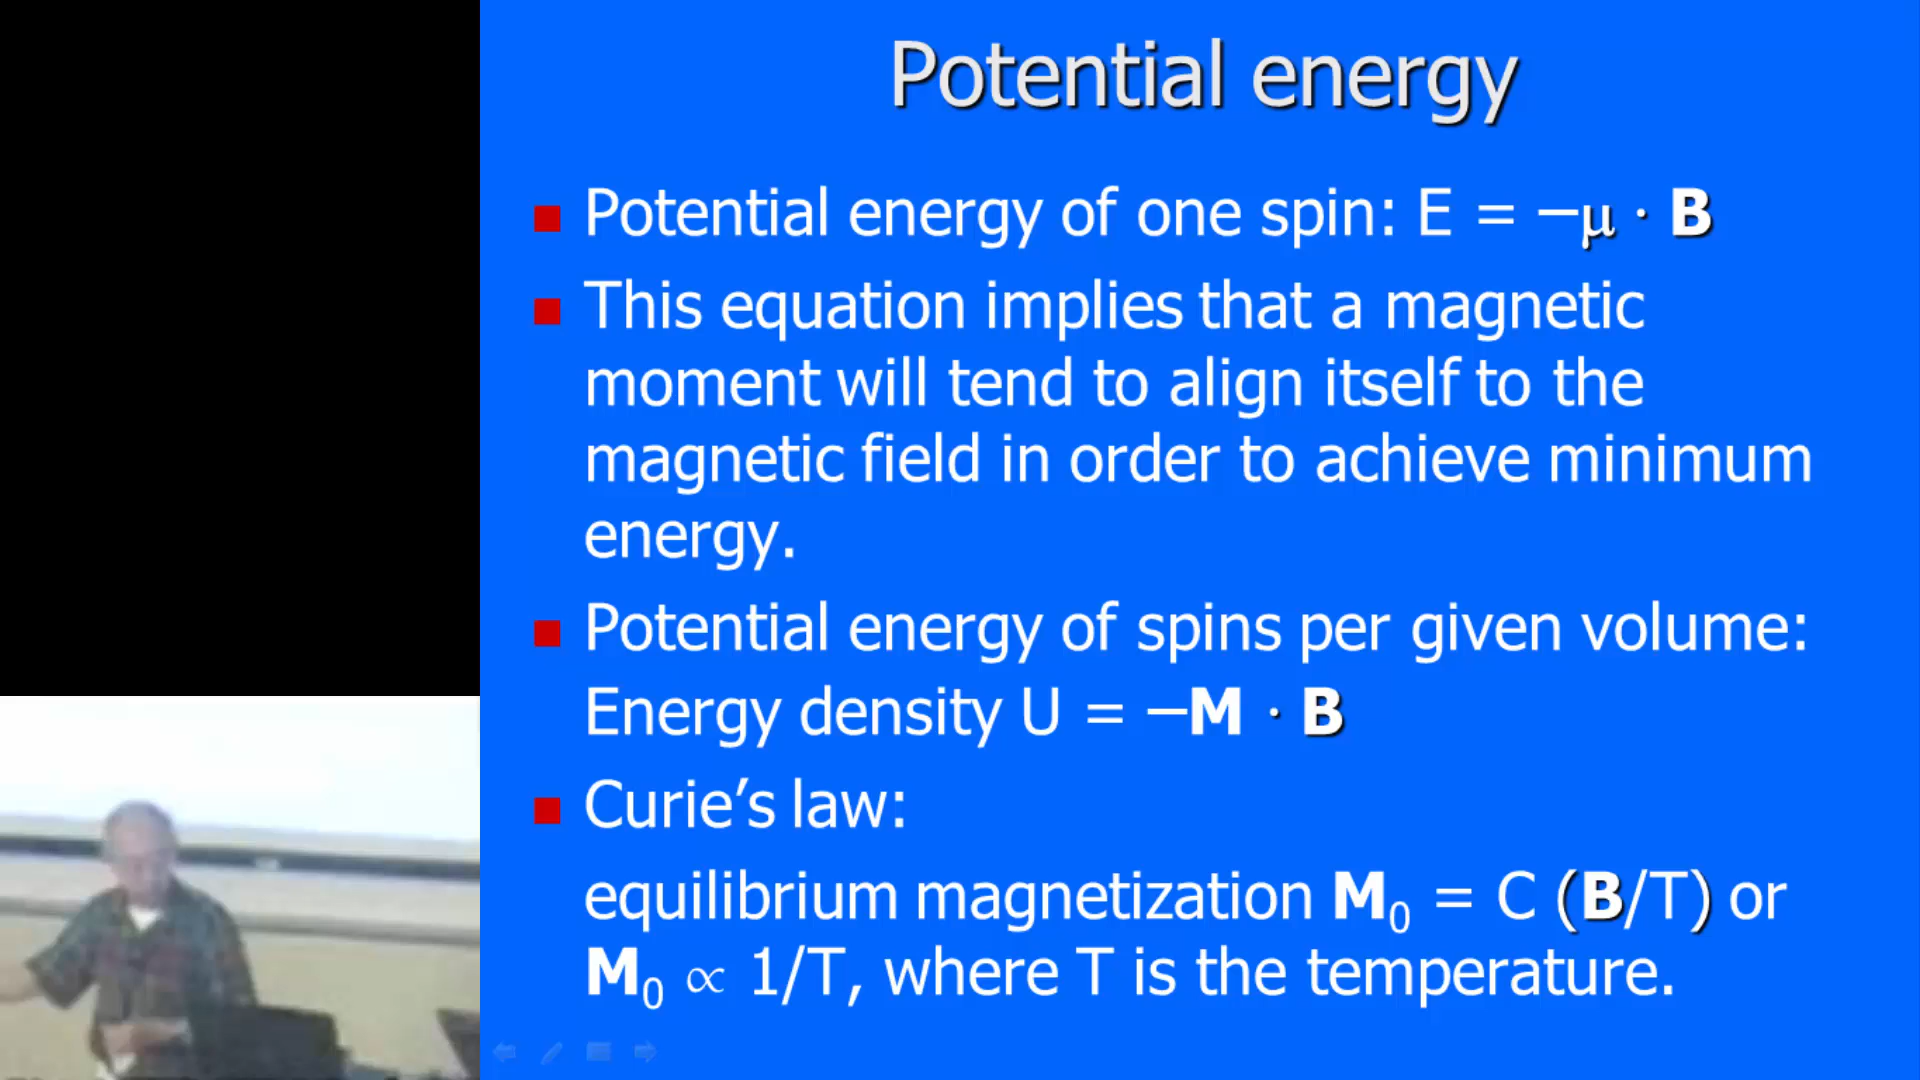 Potential energy
Potential energy of one spin: E = −μ · B
This equation implies that a magnetic
moment will tend to align itself to the
magnetic field in order to achieve minimum
energy.
Potential energy of spins per given volume:
Energy density U = −M · B
Curie’s law:
equilibrium magnetization M₀ = C (B/T) or
M₀ ∝ 1/T, where T is the temperature.